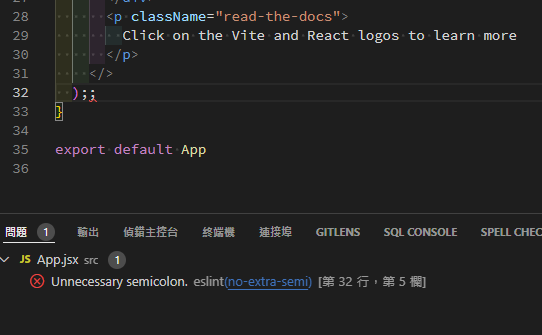 27 </div>
28 <p className="read-the-docs">
29 Click on the Vite and React logos to learn more
30 </p>
31 </>
32 );;
33 }
34
35 export default App
36
問題 1 輸出 偵錯主控台 終端機 連接埠 GITLENS SQL CONSOLE SPELL CHEC
JS App.jsx src 1
Unnecessary semicolon. eslint(no-extra-semi) [第 32 行，第 5 欄]